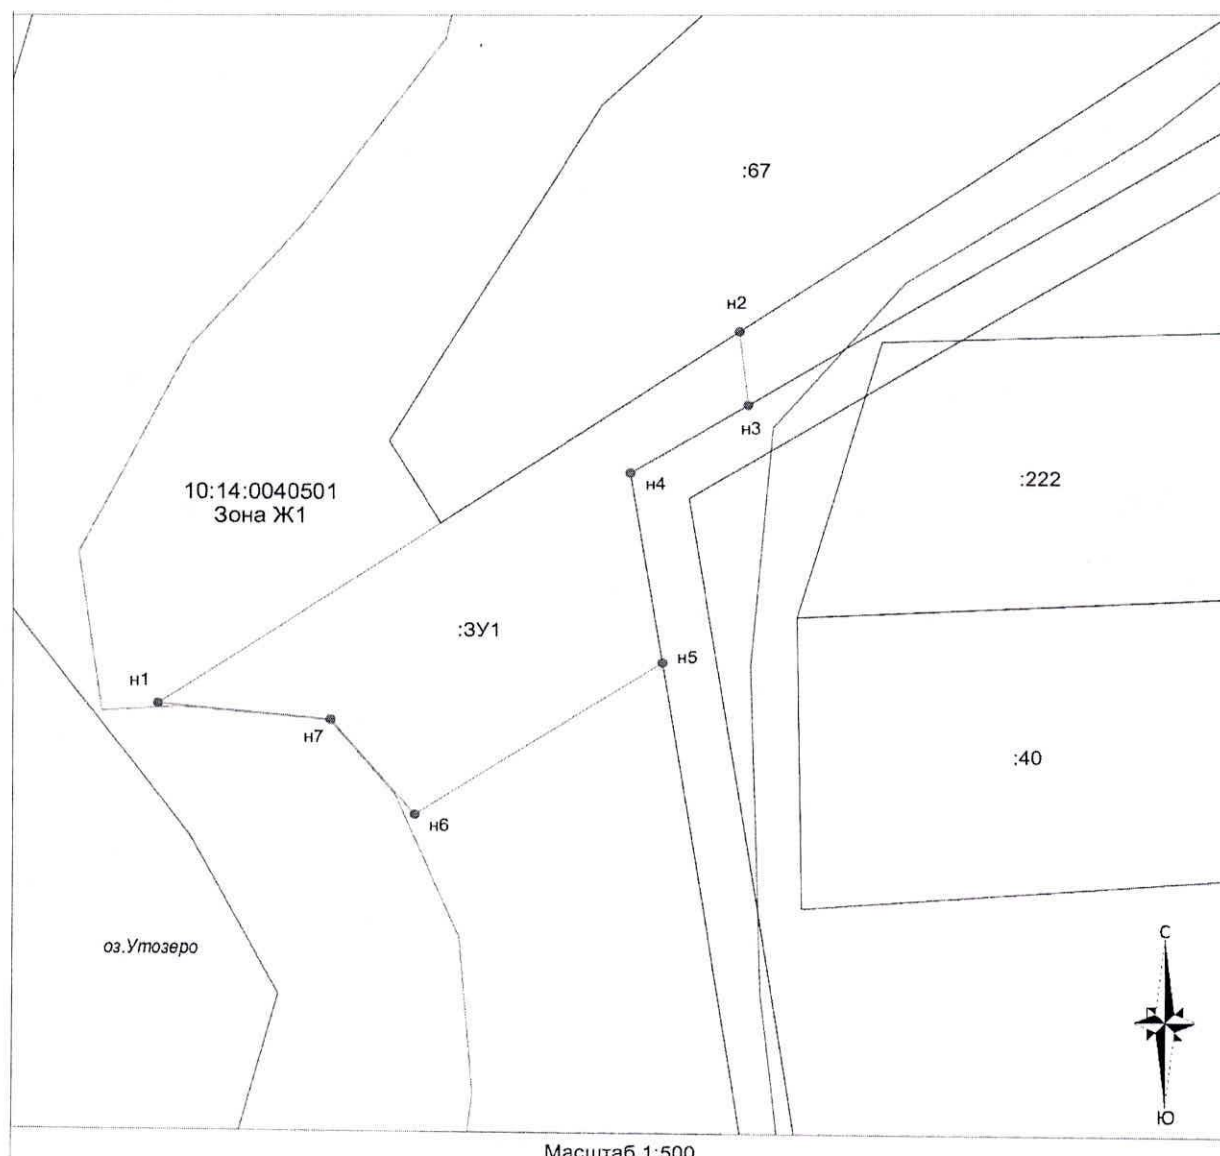 :67
н2
н3
н4
10:14:0040501
Зона Ж1
:222
:ЗУ1
н5
н1
н7
:40
н6
оз.Утозеро
С
Ю
Масштаб 1:500